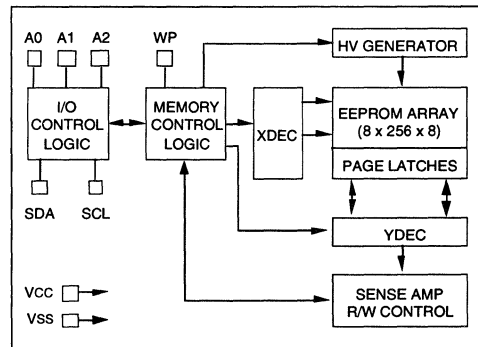 A0 A1 A2 WP
HV GENERATOR
I/O
CONTROL
LOGIC
MEMORY
CONTROL
LOGIC
XDEC
EEPROM ARRAY
(8 x 256 x 8)
PAGE LATCHES
SDA SCL
YDEC
VCC
VSS
SENSE AMP
R/W CONTROL